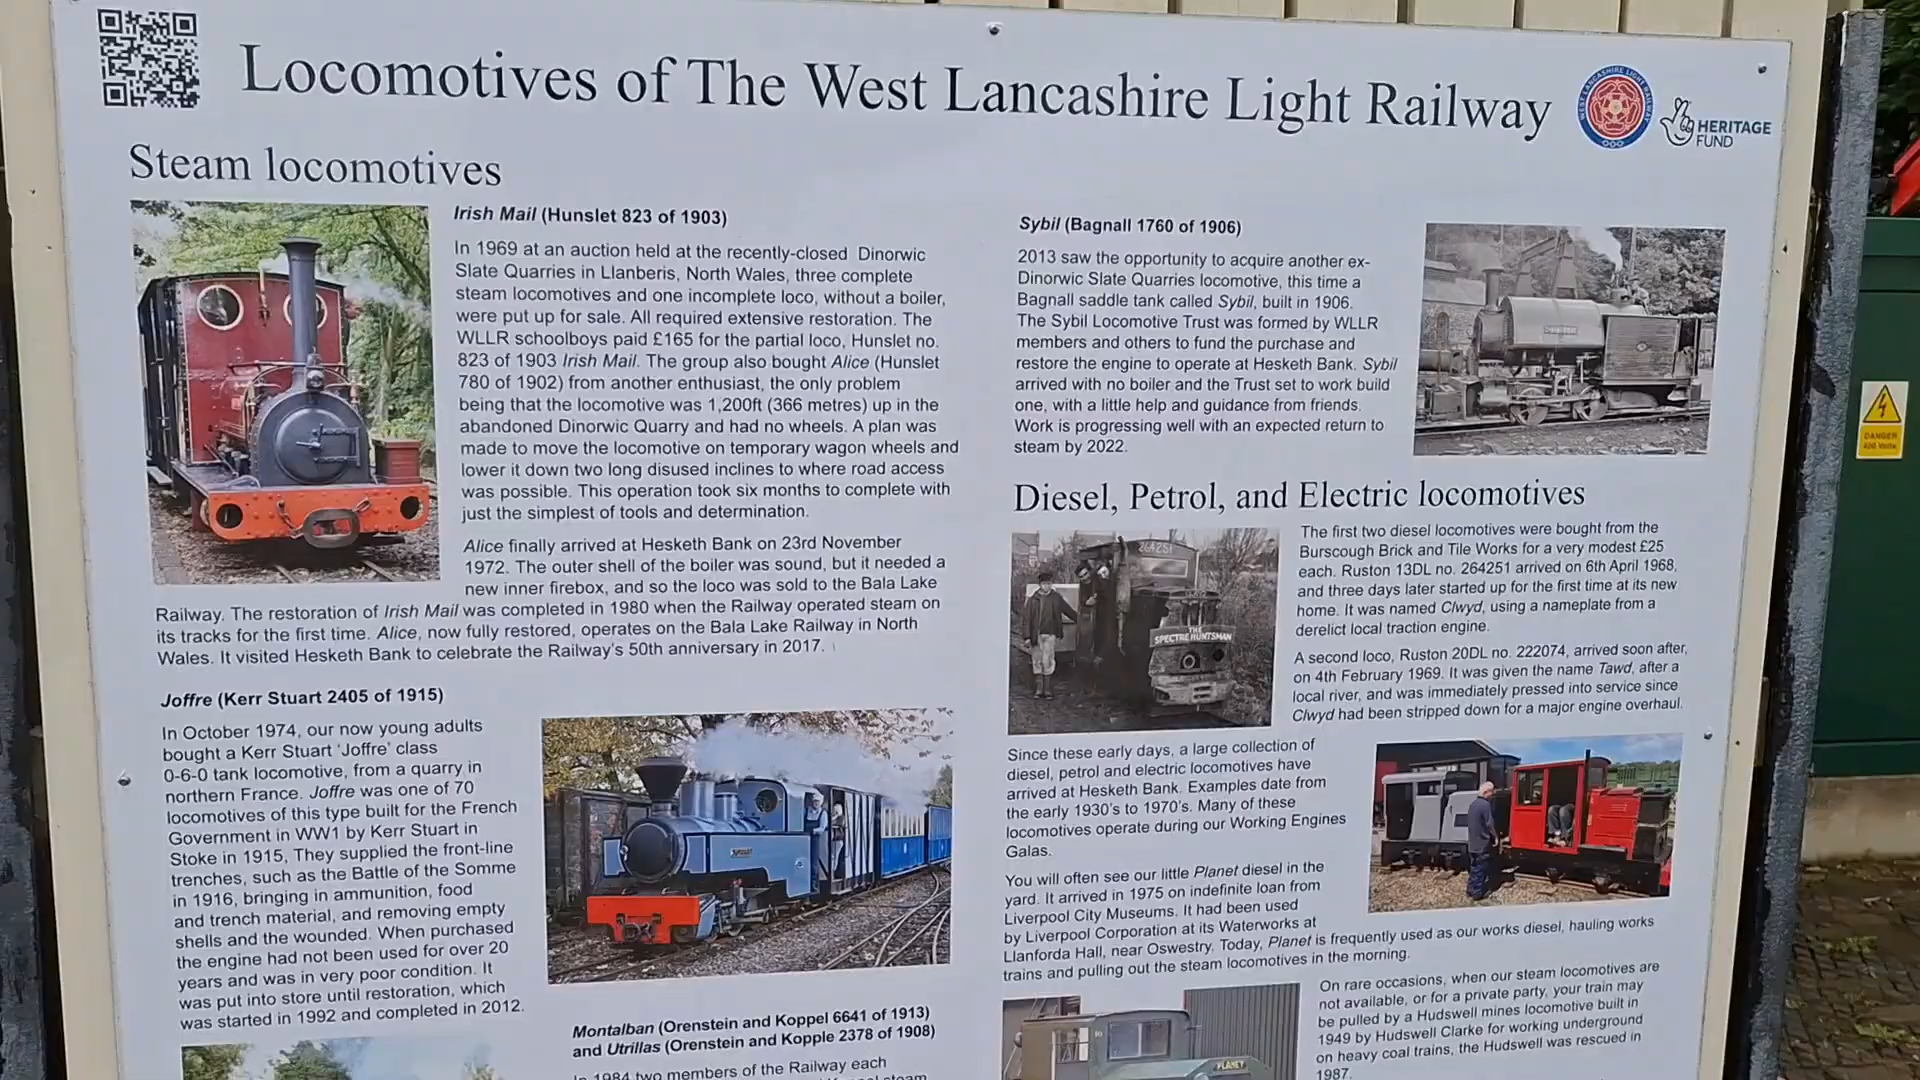 Locomotives of The West Lancashire Light Railway
WEST LANCASHIRE LIGHT RAILWAY
HERITAGE
FUND
Steam locomotives
Irish Mail (Hunslet 823 of 1903)
In 1969 at an auction held at the recently-closed Dinorwic
Slate Quarries in Llanberis, North Wales, three complete
steam locomotives and one incomplete loco, without a boiler,
were put up for sale. All required extensive restoration. The
WLLR schoolboys paid £165 for the partial loco, Hunslet no.
823 of 1903 Irish Mail. The group also bought Alice (Hunslet
780 of 1902) from another enthusiast, the only problem
being that the locomotive was 1,200ft (366 metres) up in the
abandoned Dinorwic Quarry and had no wheels. A plan was
made to move the locomotive on temporary wagon wheels and
lower it down two long disused inclines to where road access
was possible. This operation took six months to complete with
just the simplest of tools and determination.
Alice finally arrived at Hesketh Bank on 23rd November
1972. The outer shell of the boiler was sound, but it needed a
new inner firebox, and so the loco was sold to the Bala Lake
Railway. The restoration of Irish Mail was completed in 1980 when the Railway operated steam on
its tracks for the first time. Alice, now fully restored, operates on the Bala Lake Railway in North
Wales. It visited Hesketh Bank to celebrate the Railway's 50th anniversary in 2017.
Joffre (Kerr Stuart 2405 of 1915)
In October 1974, our now young adults
bought a Kerr Stuart 'Joffre' class
0-6-0 tank locomotive, from a quarry in
northern France. Joffre was one of 70
locomotives of this type built for the French
Government in WW1 by Kerr Stuart in
Stoke in 1915, They supplied the front-line
trenches, such as the Battle of the Somme
in 1916, bringing in ammunition, food
and trench material, and removing empty
shells and the wounded. When purchased
the engine had not been used for over 20
years and was in very poor condition. It
was put into store until restoration, which
was started in 1992 and completed in 2012.
Montalban (Orenstein and Koppel 6641 of 1913)
and Utrillas (Orenstein and Kopple 2378 of 1908)
In 1984 two members of the Railway each
steam
Sybil (Bagnall 1760 of 1906)
2013 saw the opportunity to acquire another ex-
Dinorwic Slate Quarries locomotive, this time a
Bagnall saddle tank called Sybil, built in 1906.
The Sybil Locomotive Trust was formed by WLLR
members and others to fund the purchase and
restore the engine to operate at Hesketh Bank. Sybil
arrived with no boiler and the Trust set to work build
one, with a little help and guidance from friends.
Work is progressing well with an expected return to
steam by 2022.
Diesel, Petrol, and Electric locomotives
264251
THE
SPECTRE HUNTSMAN
The first two diesel locomotives were bought from the
Burscough Brick and Tile Works for a very modest £25
each. Ruston 13DL no. 264251 arrived on 6th April 1968,
and three days later started up for the first time at its new
home. It was named Clwyd, using a nameplate from a
derelict local traction engine.
A second loco, Ruston 20DL no. 222074, arrived soon after,
on 4th February 1969. It was given the name Tawd, after a
local river, and was immediately pressed into service since
Clwyd had been stripped down for a major engine overhaul.
Since these early days, a large collection of
diesel, petrol and electric locomotives have
arrived at Hesketh Bank. Examples date from
the early 1930's to 1970's. Many of these
locomotives operate during our Working Engines
Galas.
You will often see our little Planet diesel in the
yard. It arrived in 1975 on indefinite loan from
Liverpool City Museums. It had been used
by Liverpool Corporation at its Waterworks at
Llanforda Hall, near Oswestry. Today, Planet is frequently used as our works diesel, hauling works
trains and pulling out the steam locomotives in the morning.
PLANET
On rare occasions, when our steam locomotives are
not available, or for a private party, your train may
be pulled by a Hudswell mines locomotive built in
1949 by Hudswell Clarke for working underground
on heavy coal trains, the Hudswell was rescued in
1987.
DANGER
400 Volts